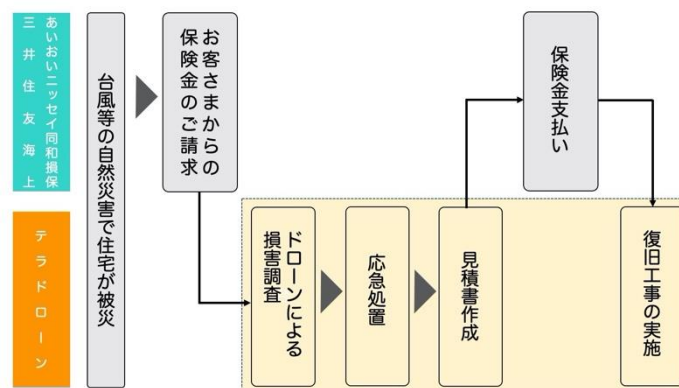 三井住友海上
あいおいニッセイ同和損保
テラドローン
台風等の自然災害で住宅が被災
お客さまからの
保険金のご請求
ドローンによる
損害調査
応急処置
見積書作成
保険金支払い
復旧工事の実施